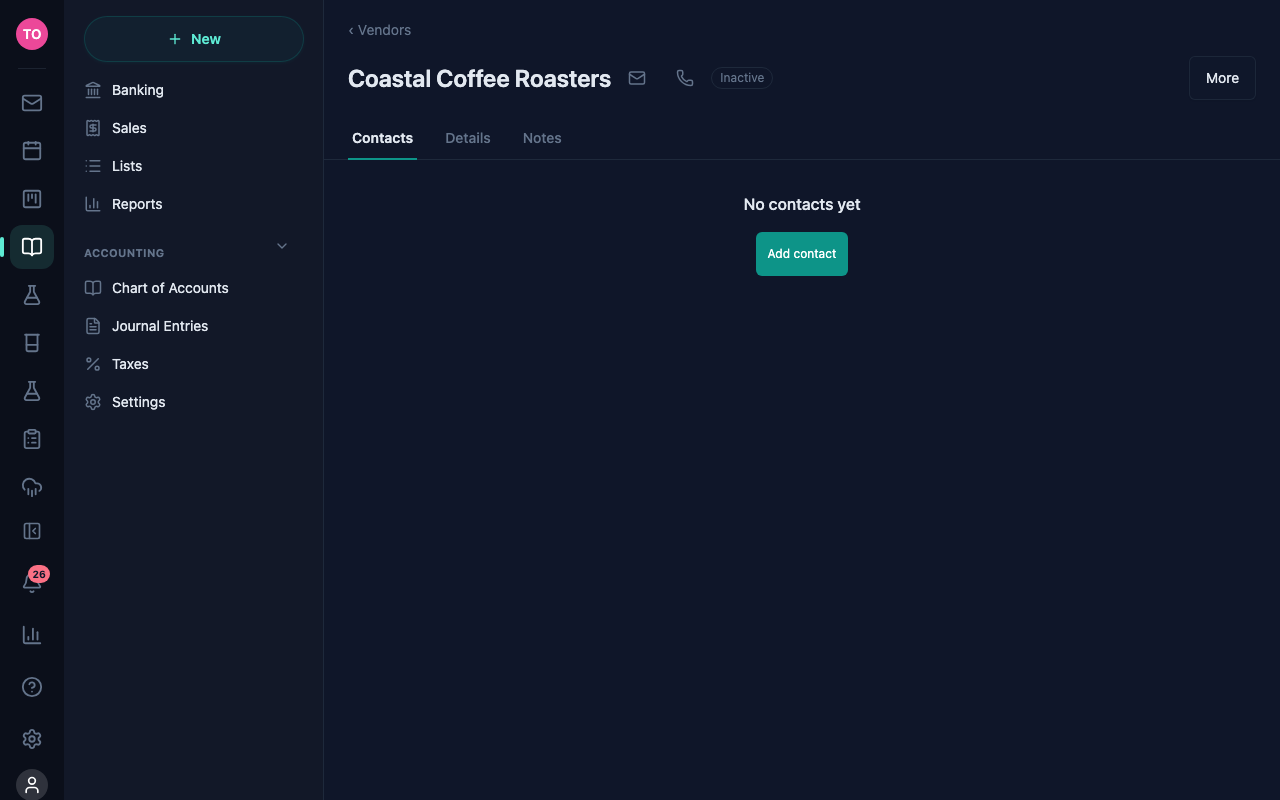 TO
26
New
Banking
Sales
Lists
Reports
ACCOUNTING
Chart of Accounts
Journal Entries
Taxes
Settings
‹ Vendors
Coastal Coffee Roasters
Inactive
More
Contacts
Details
Notes
No contacts yet
Add contact